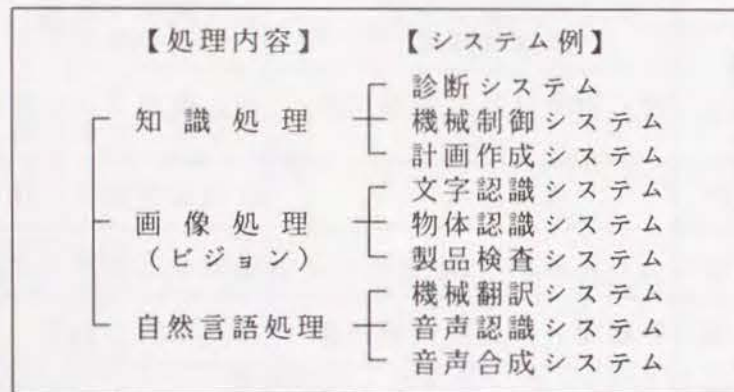 【処理内容】 【システム例】
診断システム
知識処理 機械制御システム
計画作成システム
文字認識システム
画像処理 物体認識システム
(ビジョン) 製品検査システム
機械翻訳システム
自然言語処理 音声認識システム
音声合成システム